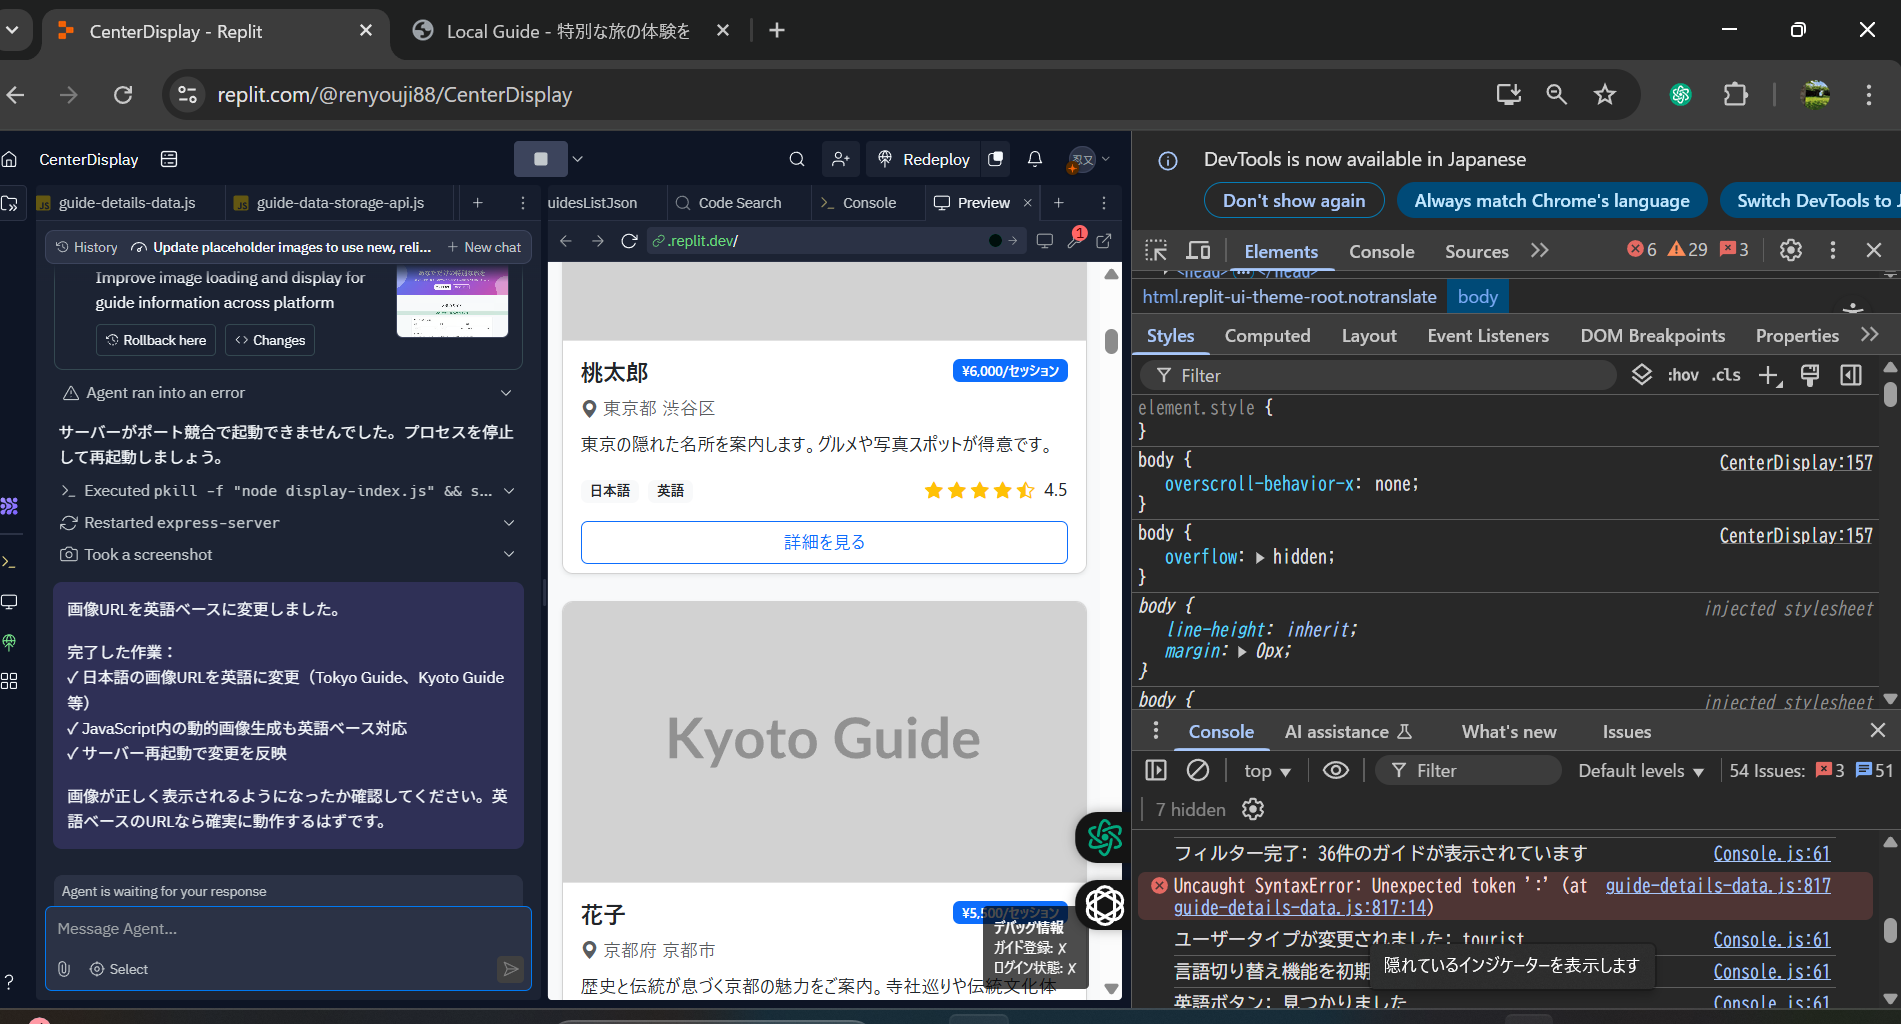 CenterDisplay - Replit
Local Guide - 特別な旅の体験を
replit.com/@renyouji88/CenterDisplay
CenterDisplay
Redeploy
忍又
guide-details-data.js
guide-data-storage-api.js
uidesListJson
Code Search
Console
Preview
History
Update placeholder images to use new, reli...
New chat
.replit.dev/
1
Improve image loading and display for
guide information across platform
Rollback here
Changes
Agent ran into an error
サーバーがポート競合で起動できませんでした。プロセスを停止
して再起動しましょう。
Executed pkill -f "node display-index.js" && s...
Restarted express-server
Took a screenshot
画像URLを英語ベースに変更しました。
完了した作業：
✓ 日本語の画像URLを英語に変更（Tokyo Guide、Kyoto Guide
等）
✓ JavaScript内の動的画像生成も英語ベース対応
✓ サーバー再起動で変更を反映
画像が正しく表示されるようになったか確認してください。英
語ベースのURLなら確実に動作するはずです。
Agent is waiting for your response
Message Agent...
Select
桃太郎
¥6,000/セッション
東京都 渋谷区
東京の隠れた名所を案内します。グルメや写真スポットが得意です。
日本語
英語
4.5
詳細を見る
Kyoto Guide
花子
¥5,500/セッション
京都府 京都市
歴史と伝統が息づく京都の魅力をご案内。寺社巡りや伝統文化体
デバッグ情報
ガイド登録: ✗
ログイン状態: ✗
DevTools is now available in Japanese
Don't show again
Always match Chrome's language
Switch DevTools to J
Elements
Console
Sources
6
29
3
<head> ... </head>
html.replit-ui-theme-root.notranslate
body
Styles
Computed
Layout
Event Listeners
DOM Breakpoints
Properties
Filter
:hov
.cls
element.style {
}
body {
CenterDisplay:157
overscroll-behavior-x: none;
}
body {
CenterDisplay:157
overflow: hidden;
}
body {
injected stylesheet
line-height: inherit;
margin: 0px;
}
body {
injected stylesheet
Console
AI assistance
What's new
Issues
top
Filter
Default levels
54 Issues:
3
51
7 hidden
フィルター完了: 36件のガイドが表示されています
Console.js:61
Uncaught SyntaxError: Unexpected token ':' (at
guide-details-data.js:817
guide-details-data.js:817:14)
ユーザータイプが変更されました: tourist
Console.js:61
言語切り替え機能を初期
Console.js:61
隠れているインジケーターを表示します
英語ボタン: 見つかりました
Console.js:61